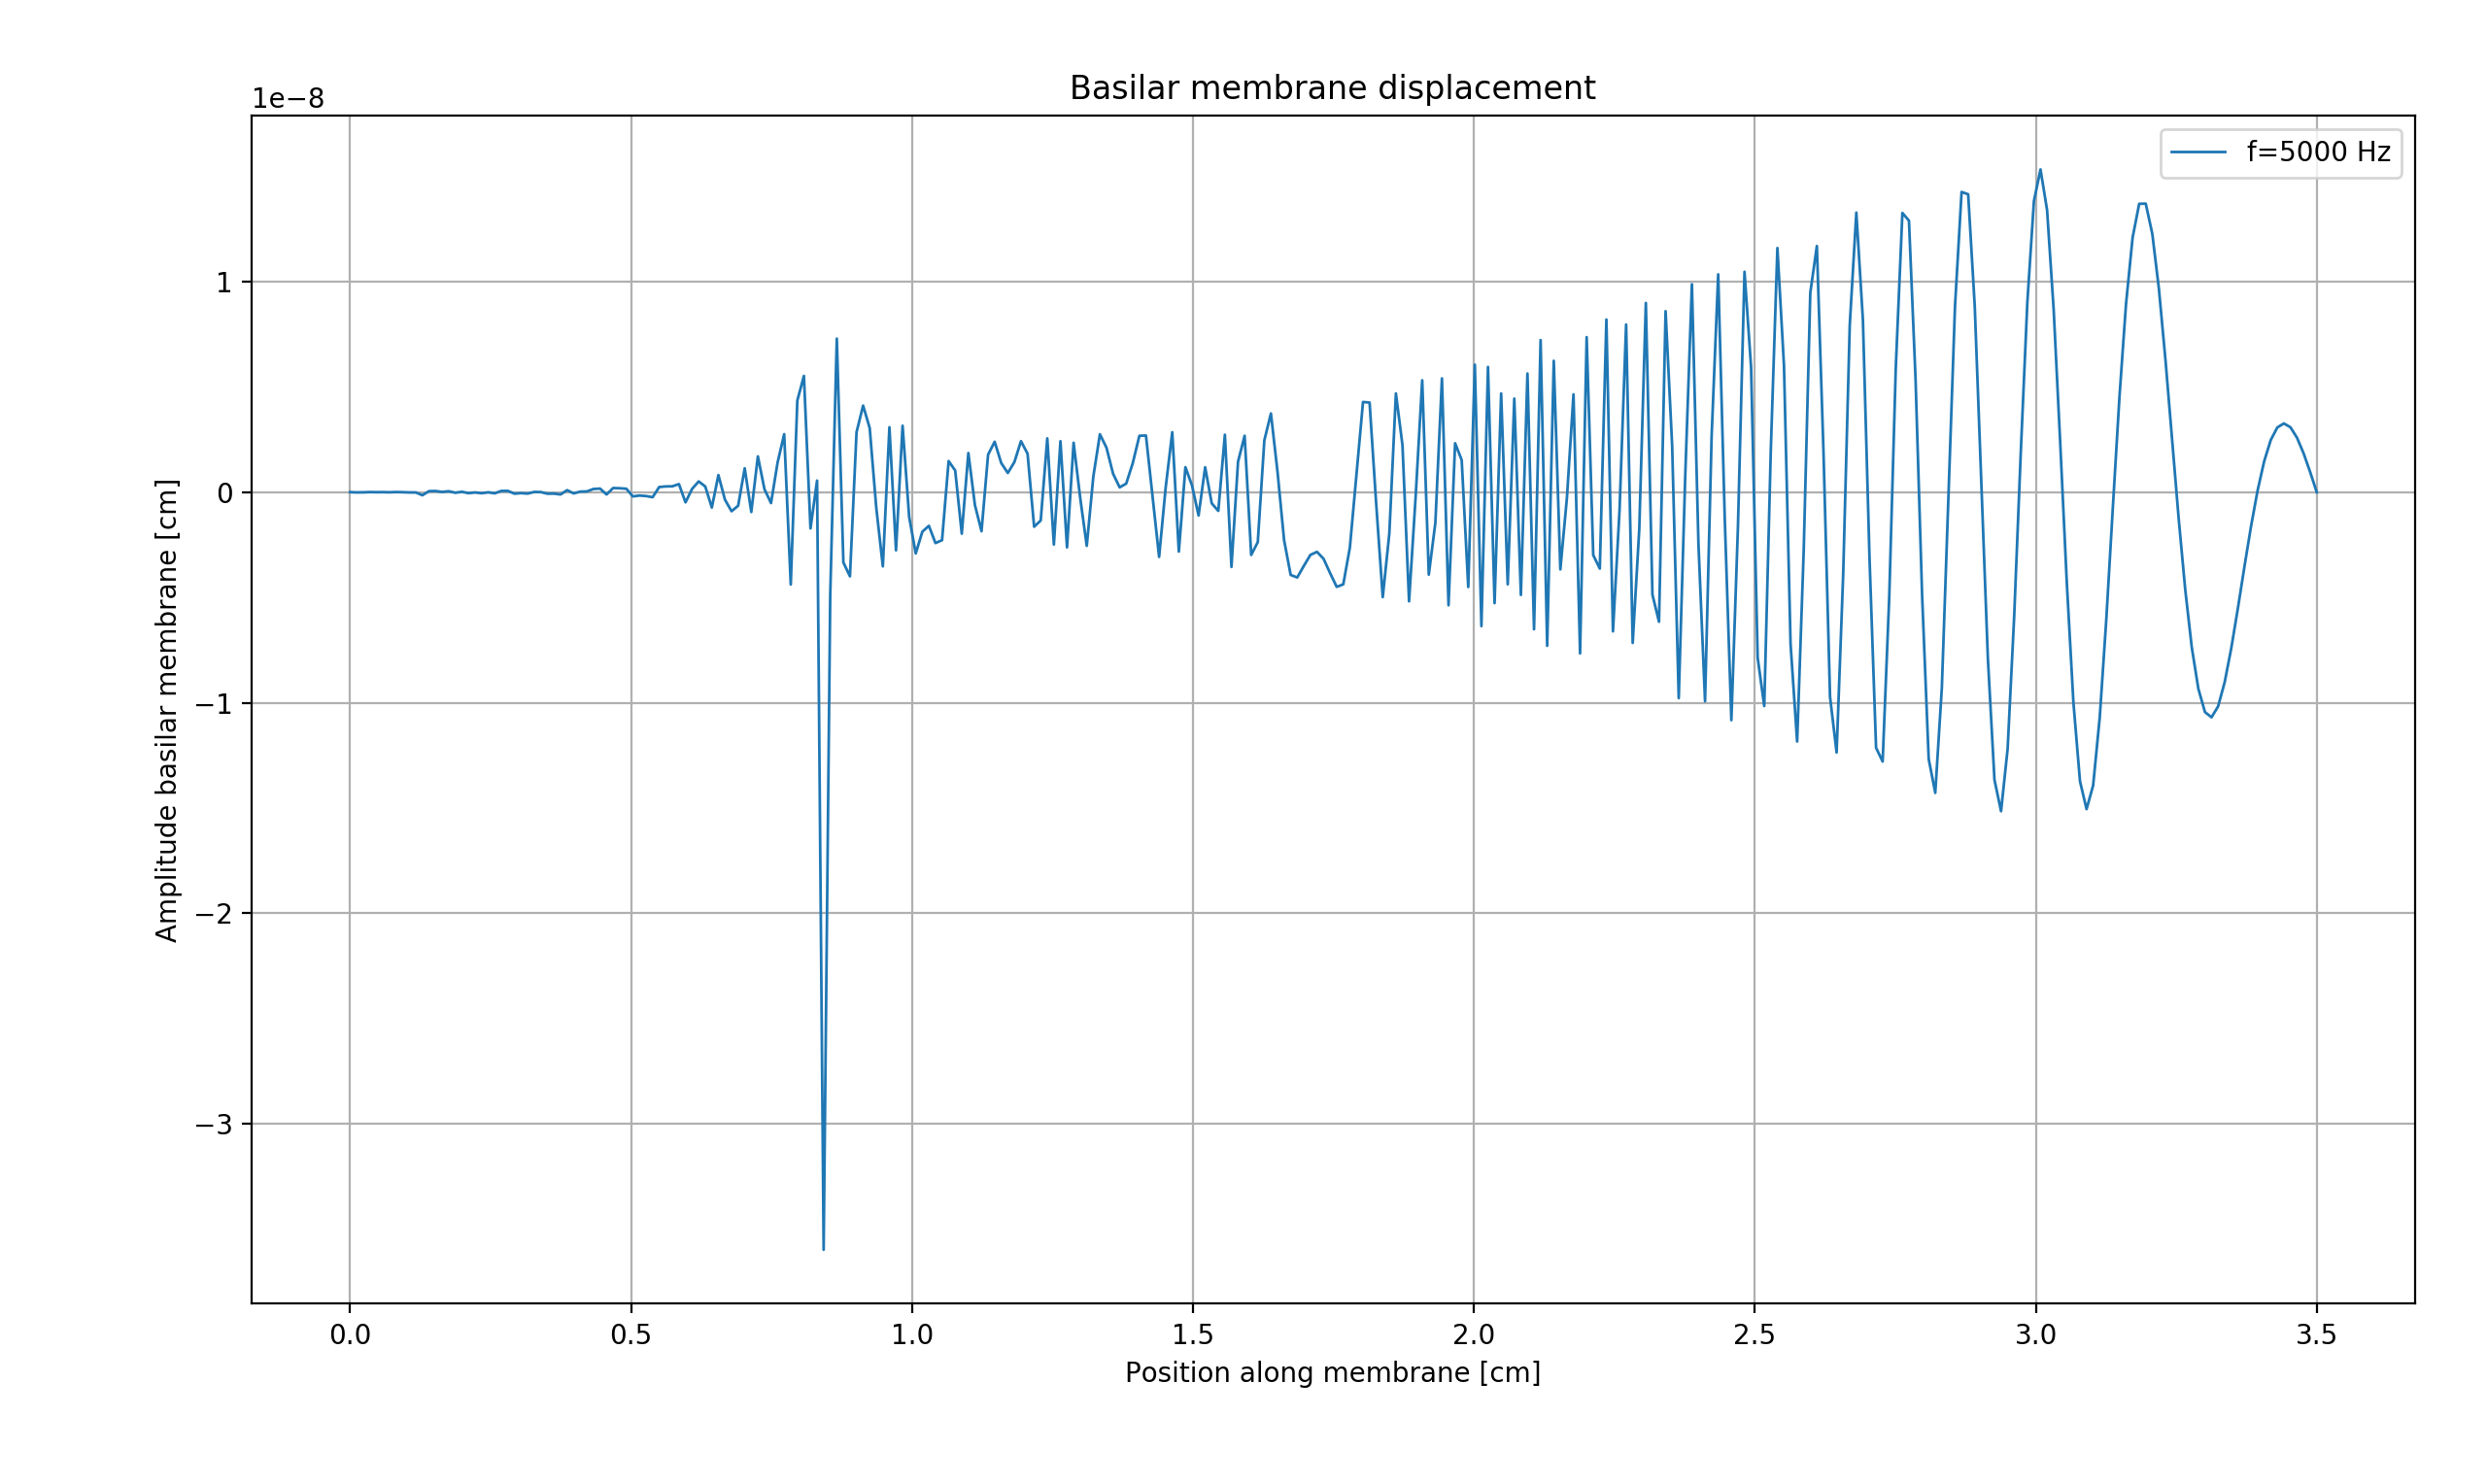 Basilar membrane displacement
1e−8
f=5000 Hz
1
0
−1
−2
−3
Amplitude basilar membrane [cm]
0.0 0.5 1.0 1.5 2.0 2.5 3.0 3.5
Position along membrane [cm]